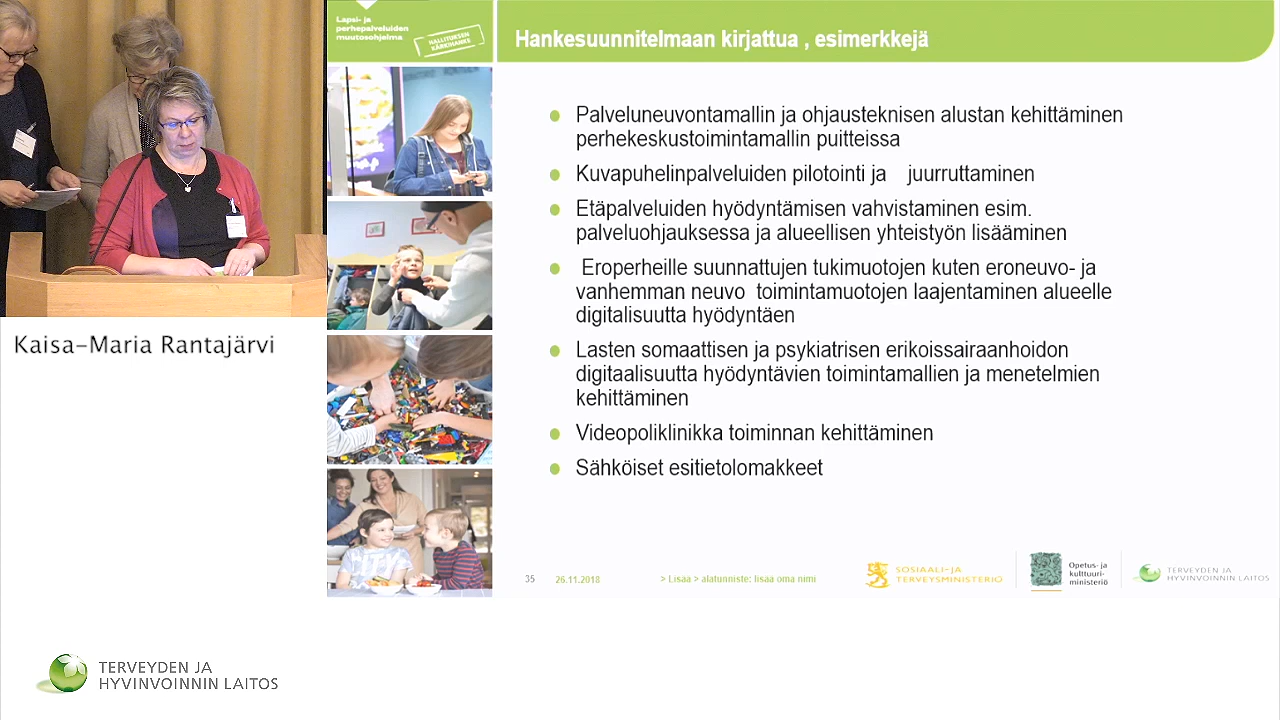 Lapsi- ja
perhepalveluiden
muutosohjelma
HALLITUKSEN
KÄRKIHANKE
Hankesuunnitelmaan kirjattua , esimerkkejä
Palveluneuvontamallin ja ohjausteknisen alustan kehittäminen
perhekeskustoimintamallin puitteissa
Kuvapuhelinpalveluiden pilotointi ja juurruttaminen
Etäpalveluiden hyödyntämisen vahvistaminen esim.
palveluohjauksessa ja alueellisen yhteistyön lisääminen
Eroperheille suunnattujen tukimuotojen kuten eroneuvo- ja
vanhemman neuvo toimintamuotojen laajentaminen alueelle
digitalisuutta hyödyntäen
Lasten somaattisen ja psykiatrisen erikoissairaanhoidon
digitaalisuutta hyödyntävien toimintamallien ja menetelmien
kehittäminen
Videopoliklinikka toiminnan kehittäminen
Sähköiset esitietolomakkeet
35
26.11.2018
> Lisää > alatunniste: lisää oma nimi
SOSIAALI- JA
TERVEYSMINISTERIÖ
Opetus- ja
kulttuuri-
ministeriö
TERVEYDEN JA
HYVINVOINNIN LAITOS
Kaisa-Maria Rantajärvi
TERVEYDEN JA
HYVINVOINNIN LAITOS